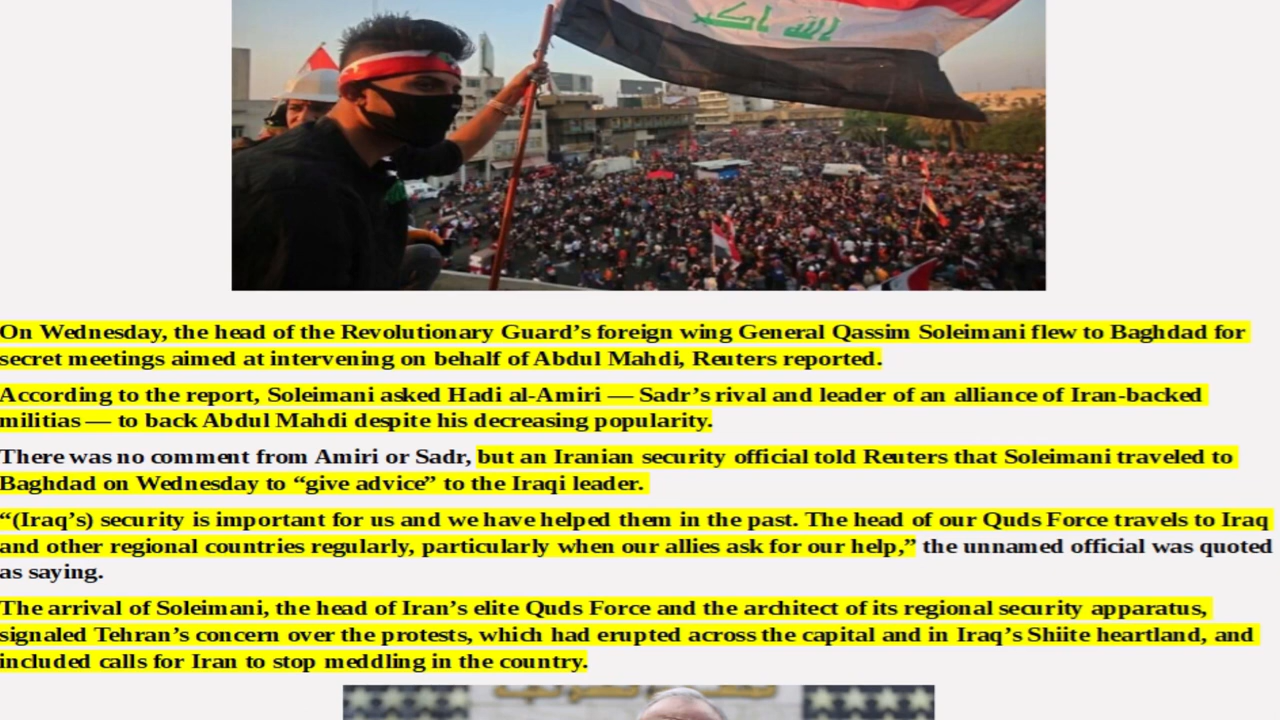 الله اكبر
On Wednesday, the head of the Revolutionary Guard’s foreign wing General Qassim Soleimani flew to Baghdad for
secret meetings aimed at intervening on behalf of Abdul Mahdi, Reuters reported.
According to the report, Soleimani asked Hadi al-Amiri — Sadr’s rival and leader of an alliance of Iran-backed
militias — to back Abdul Mahdi despite his decreasing popularity.
There was no comment from Amiri or Sadr, but an Iranian security official told Reuters that Soleimani traveled to
Baghdad on Wednesday to “give advice” to the Iraqi leader.
“(Iraq’s) security is important for us and we have helped them in the past. The head of our Quds Force travels to Iraq
and other regional countries regularly, particularly when our allies ask for our help,” the unnamed official was quoted
as saying.
The arrival of Soleimani, the head of Iran’s elite Quds Force and the architect of its regional security apparatus,
signaled Tehran’s concern over the protests, which had erupted across the capital and in Iraq’s Shiite heartland, and
included calls for Iran to stop meddling in the country.